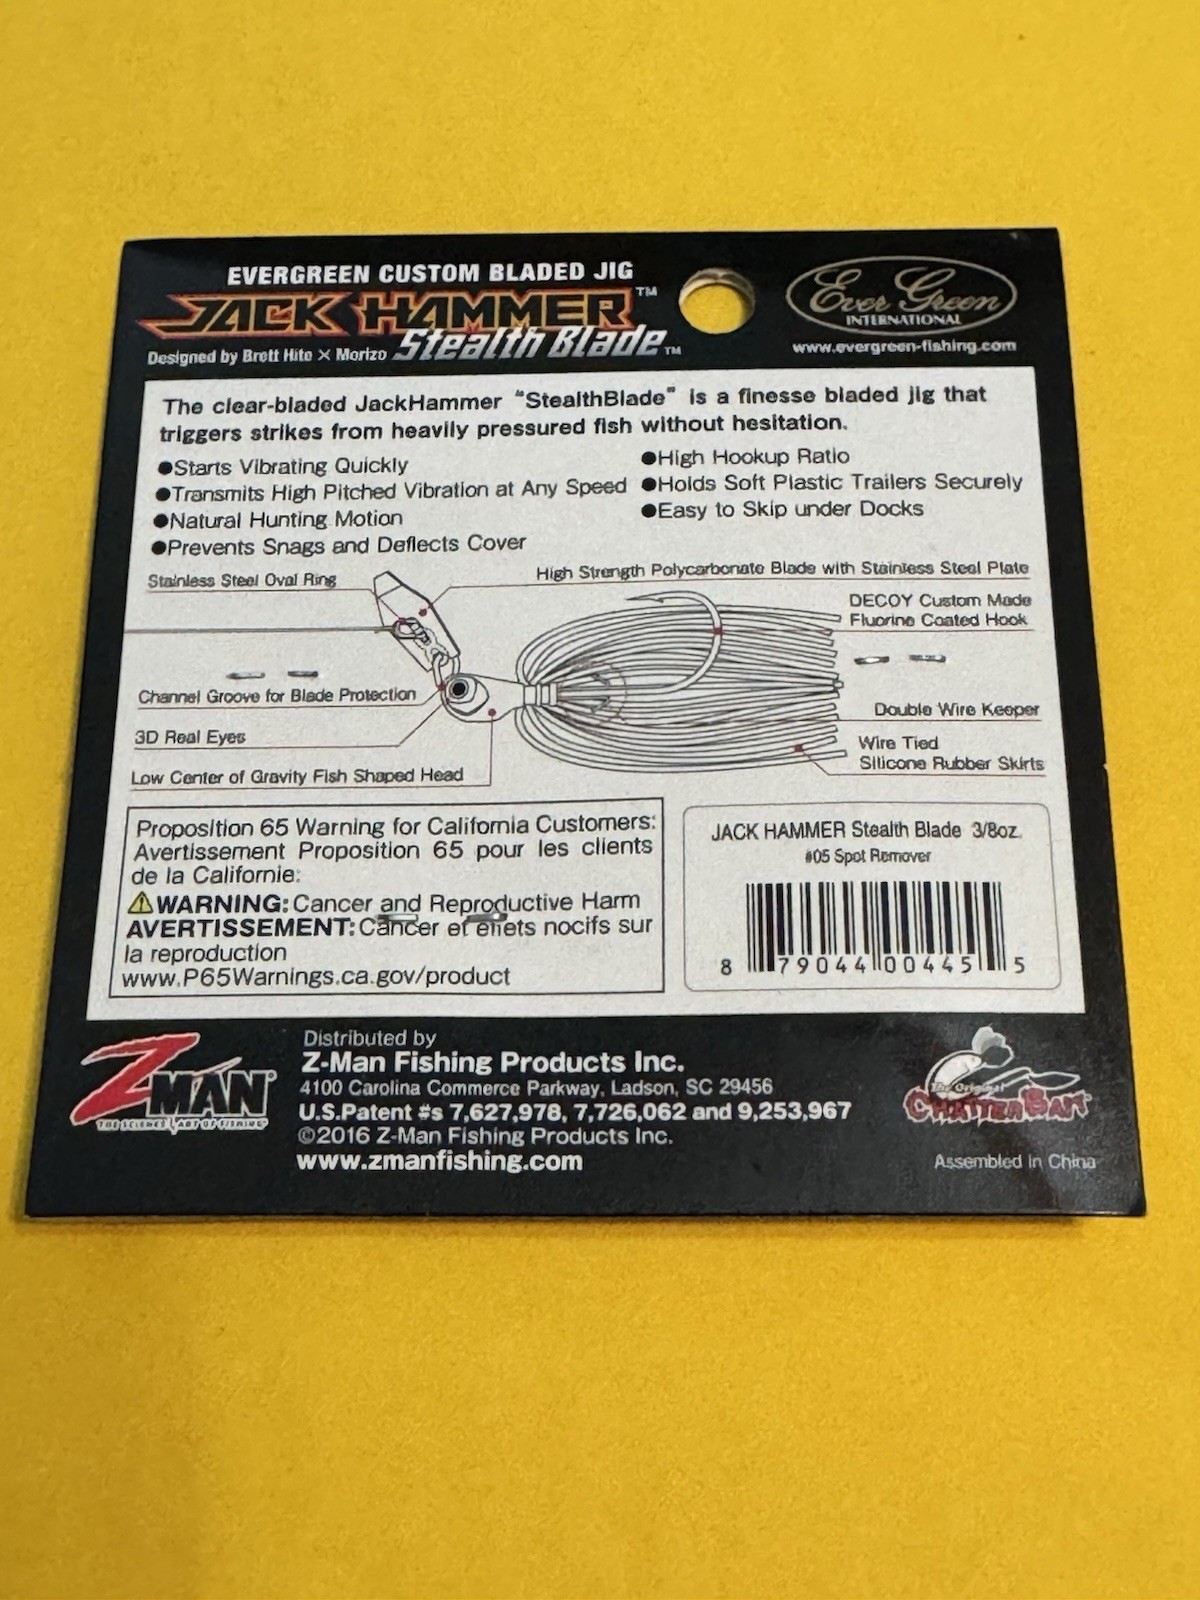 EVERGREEN CUSTOM BLADED JIG
JACK HAMMER™
Stealth Blade™
Designed by Brett Hite × Morizo
Ever Green
INTERNATIONAL
www.evergreen-fishing.com
The clear-bladed JackHammer "StealthBlade" is a finesse bladed jig that
triggers strikes from heavily pressured fish without hesitation.
●Starts Vibrating Quickly
●Transmits High Pitched Vibration at Any Speed
●Natural Hunting Motion
●Prevents Snags and Deflects Cover
●High Hookup Ratio
●Holds Soft Plastic Trailers Securely
●Easy to Skip under Docks
Stainless Steel Oval Ring
High Strength Polycarbonate Blade with Stainless Steel Plate
DECOY Custom Made
Fluorine Coated Hook
Channel Groove for Blade Protection
Double Wire Keeper
3D Real Eyes
Wire Tied
Silicone Rubber Skirts
Low Center of Gravity Fish Shaped Head
Proposition 65 Warning for California Customers:
Avertissement Proposition 65 pour les clients
de la Californie:
⚠WARNING: Cancer and Reproductive Harm
AVERTISSEMENT: Cancer et effets nocifs sur
la reproduction
www.P65Warnings.ca.gov/product
JACK HAMMER Stealth Blade 3/8oz.
#05 Spot Remover
8 79044 00445 5
ZMAN®
THE SCIENCE & ART OF FISHING®
Distributed by
Z-Man Fishing Products Inc.
4100 Carolina Commerce Parkway, Ladson, SC 29456
U.S.Patent #s 7,627,978, 7,726,062 and 9,253,967
©2016 Z-Man Fishing Products Inc.
www.zmanfishing.com
The Original
CHATTERBAIT
Assembled in China